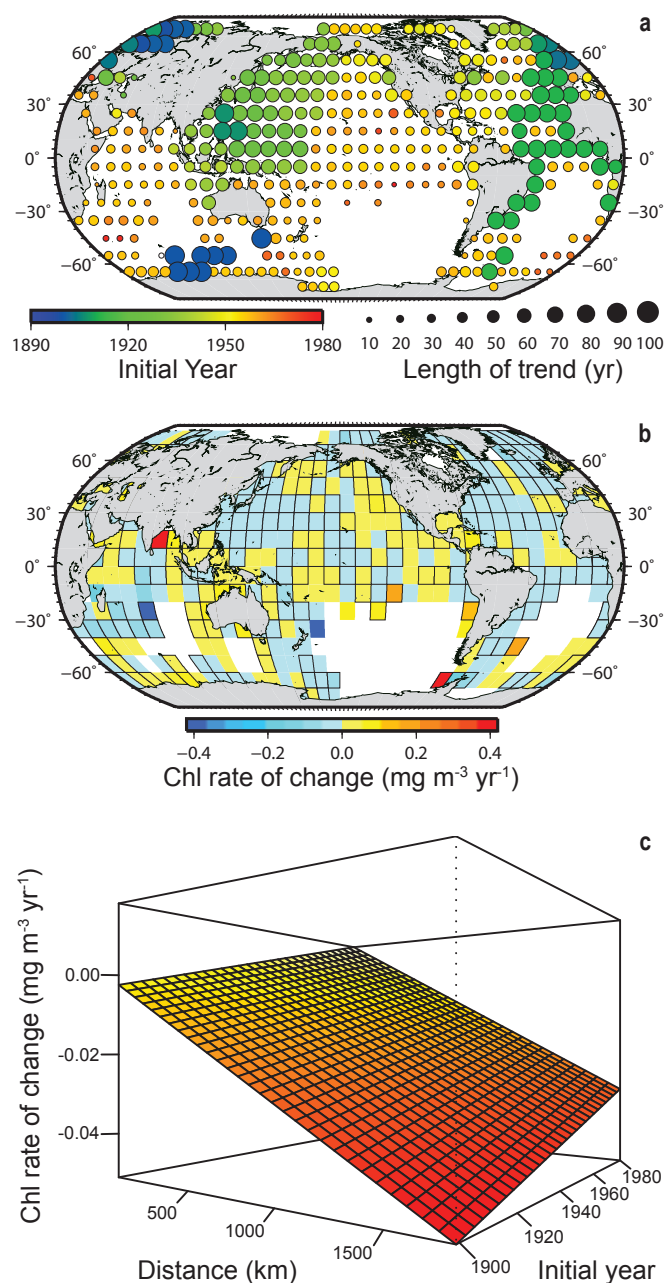 a
60°
60°
30°
30°
0°
0°
−30°
−30°
−60°
−60°
1890 1920 1950 1980
Initial Year
10 20 30 40 50 60 70 80 90 100
Length of trend (yr)
b
60°
60°
30°
30°
0°
0°
−30°
−30°
−60°
−60°
−0.4 −0.2 0.0 0.2 0.4
Chl rate of change (mg m⁻³ yr⁻¹)
c
Chl rate of change (mg m⁻³ yr⁻¹)
0.00
-0.02
-0.04
500
1000
1500
Distance (km)
1900
1920
1940
1960
1980
Initial year